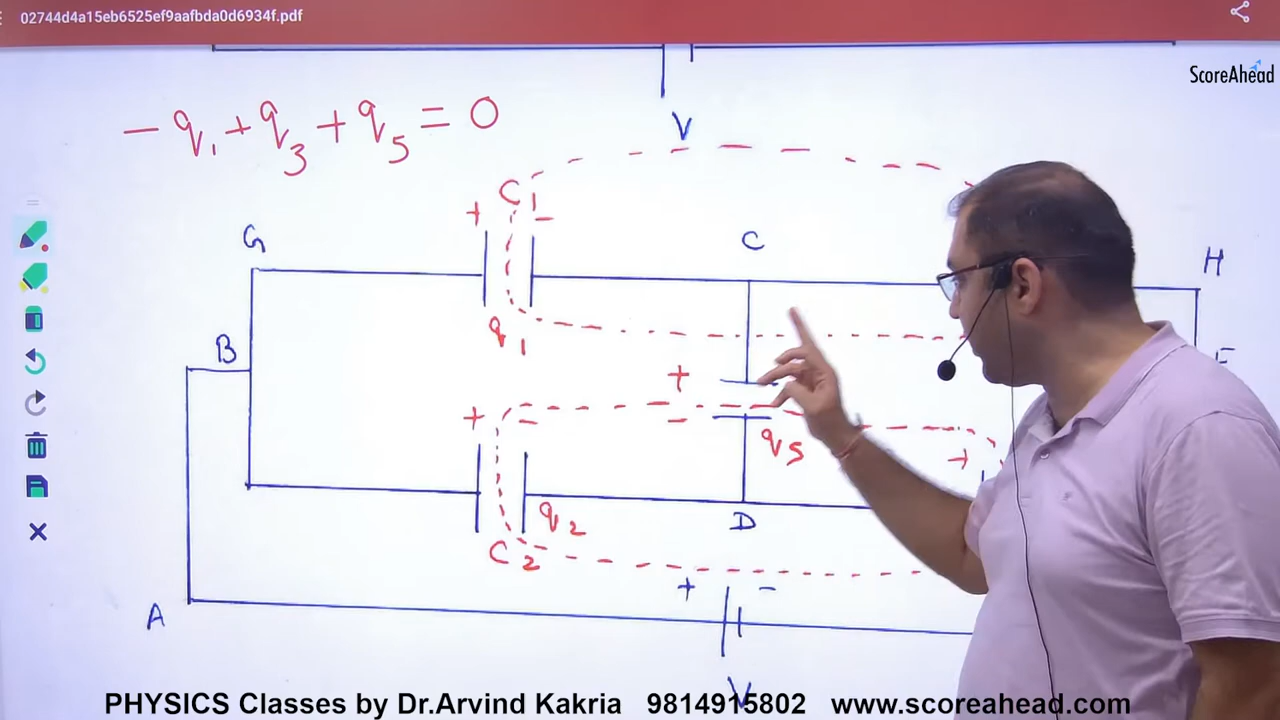 02744d4a15eb6525ef9aafbda0d6934f.pdf
ScoreAhead
- q1 + q3 + q5 = 0
V
C1
+ -
G
C
H
q1
B
+
+ -
-
q5
+
q2
D
C2
+ -
A
V
PHYSICS Classes by Dr.Arvind Kakria 9814915802 www.scoreahead.com